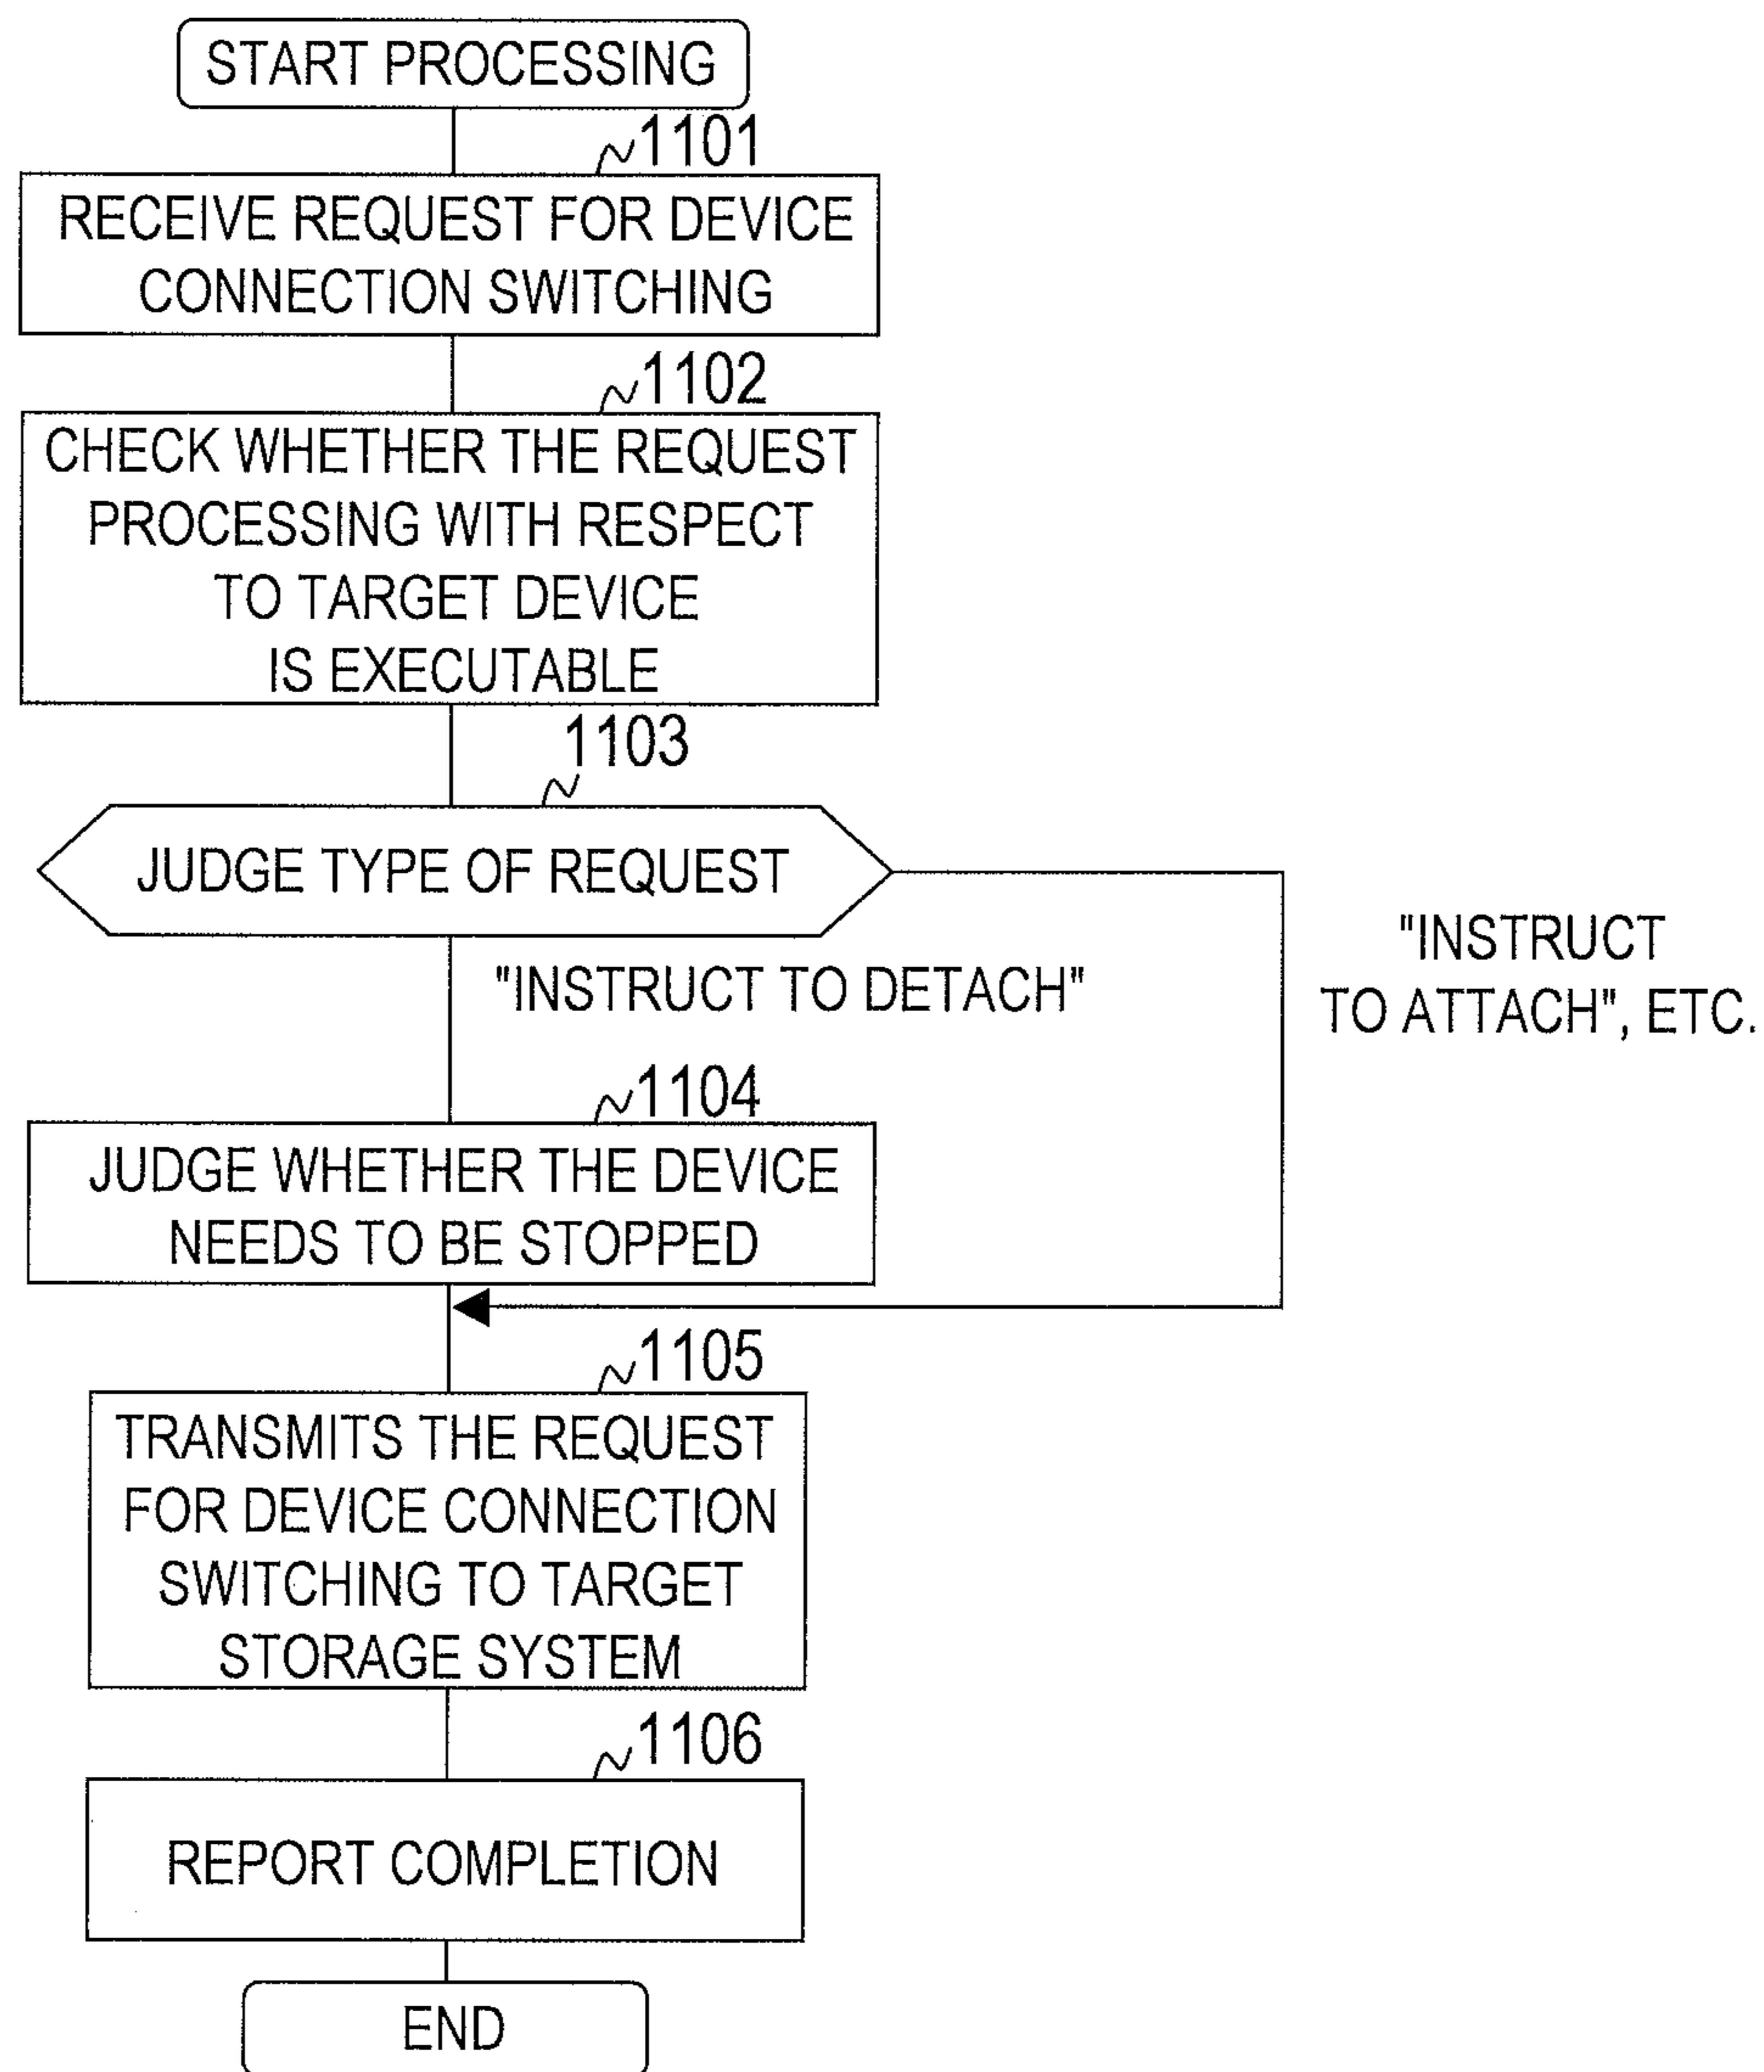 START PROCESSING
1101
RECEIVE REQUEST FOR DEVICE
CONNECTION SWITCHING
1102
CHECK WHETHER THE REQUEST
PROCESSING WITH RESPECT
TO TARGET DEVICE
IS EXECUTABLE
1103
JUDGE TYPE OF REQUEST
"INSTRUCT TO DETACH"
"INSTRUCT
TO ATTACH", ETC.
1104
JUDGE WHETHER THE DEVICE
NEEDS TO BE STOPPED
1105
TRANSMITS THE REQUEST
FOR DEVICE CONNECTION
SWITCHING TO TARGET
STORAGE SYSTEM
1106
REPORT COMPLETION
END